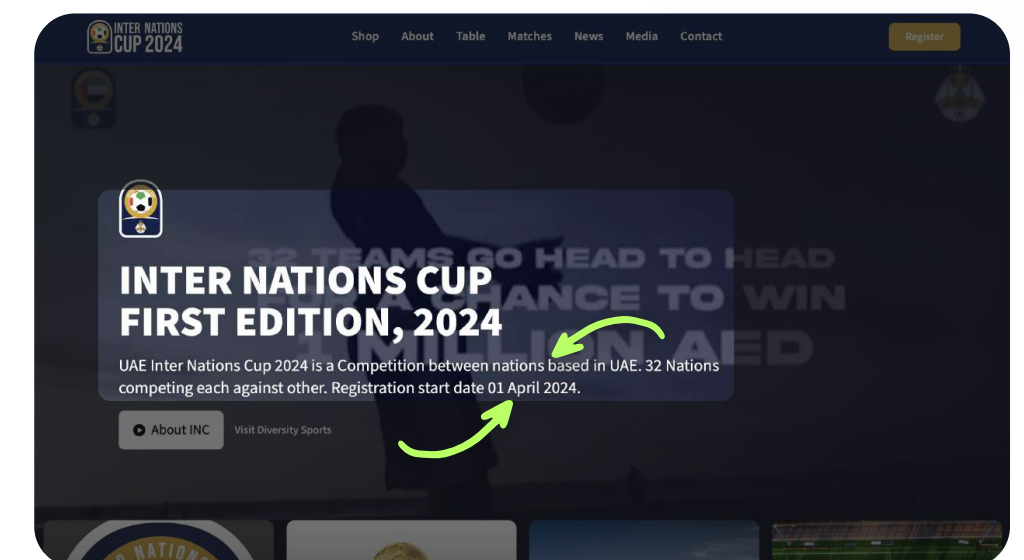 INTER NATIONS
CUP 2024
Shop About Table Matches News Media Contact
Register
32 TEAMS GO HEAD TO HEAD
FOR A CHANCE TO WIN
1 MILLION AED
INTER NATIONS CUP
FIRST EDITION, 2024
UAE Inter Nations Cup 2024 is a Competition between nations based in UAE. 32 Nations
competing each against other. Registration start date 01 April 2024.
About INC Visit Diversity Sports
INTER NATIONS